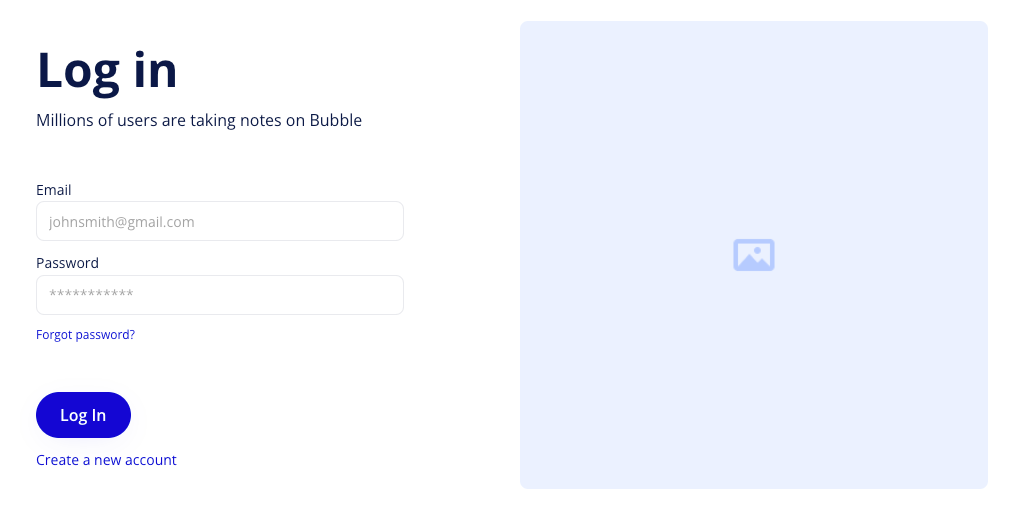 Log in
Millions of users are taking notes on Bubble
Email
johnsmith@gmail.com
Password
***********
Forgot password?
Log In
Create a new account